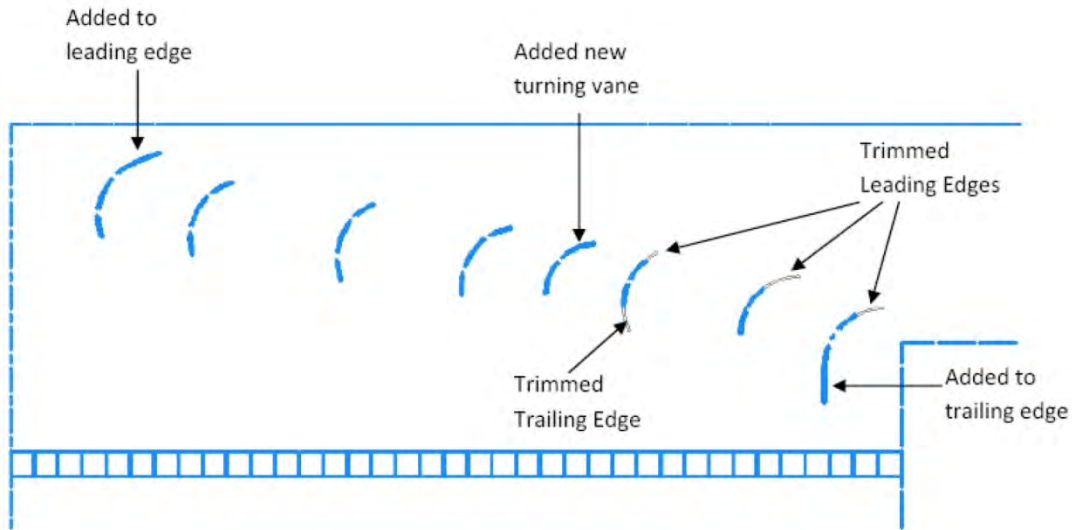 Added to
leading edge
Added new
turning vane
Trimmed
Leading Edges
Trimmed
Trailing Edge
Added to
trailing edge